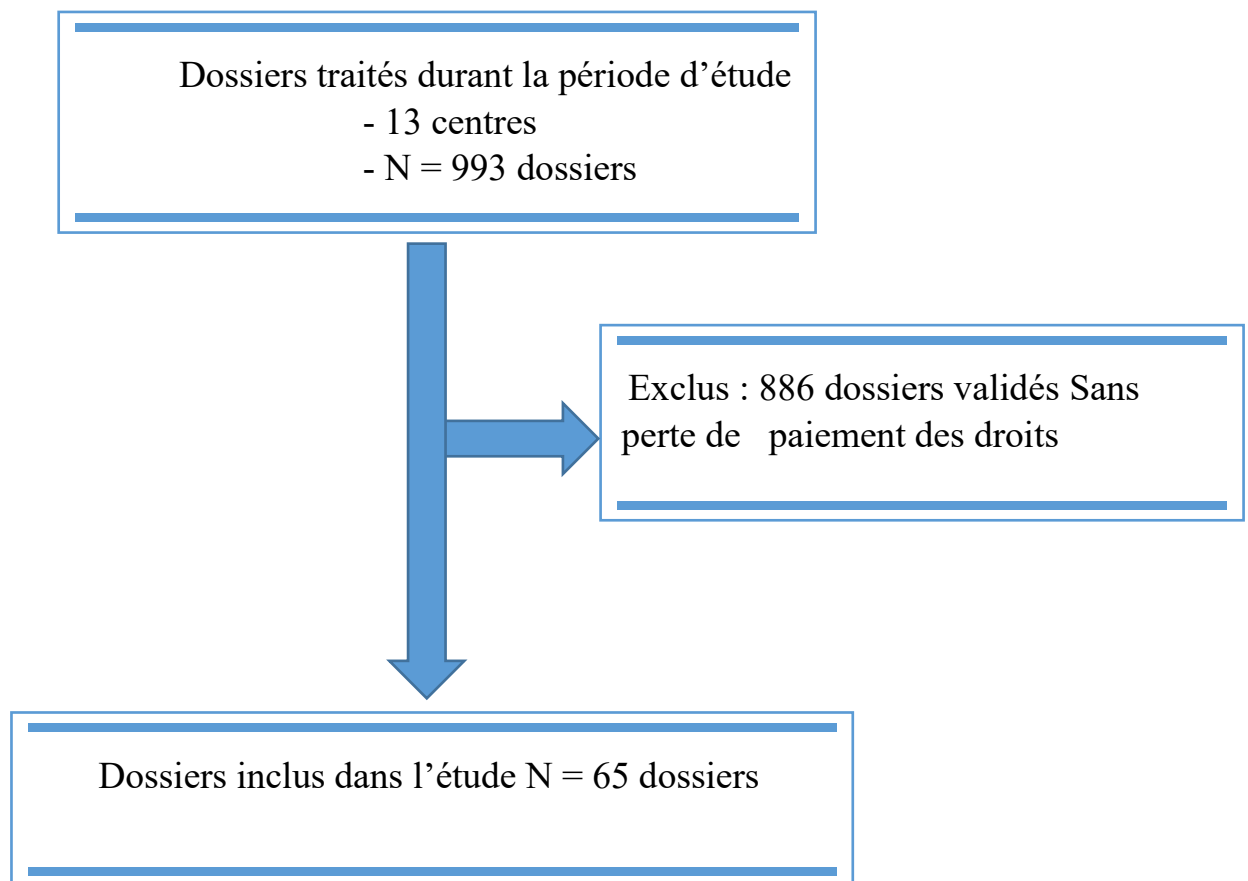 Dossiers traités durant la période d’étude
- 13 centres
- N = 993 dossiers
Exclus : 886 dossiers validés Sans
perte de paiement des droits
Dossiers inclus dans l’étude N = 65 dossiers